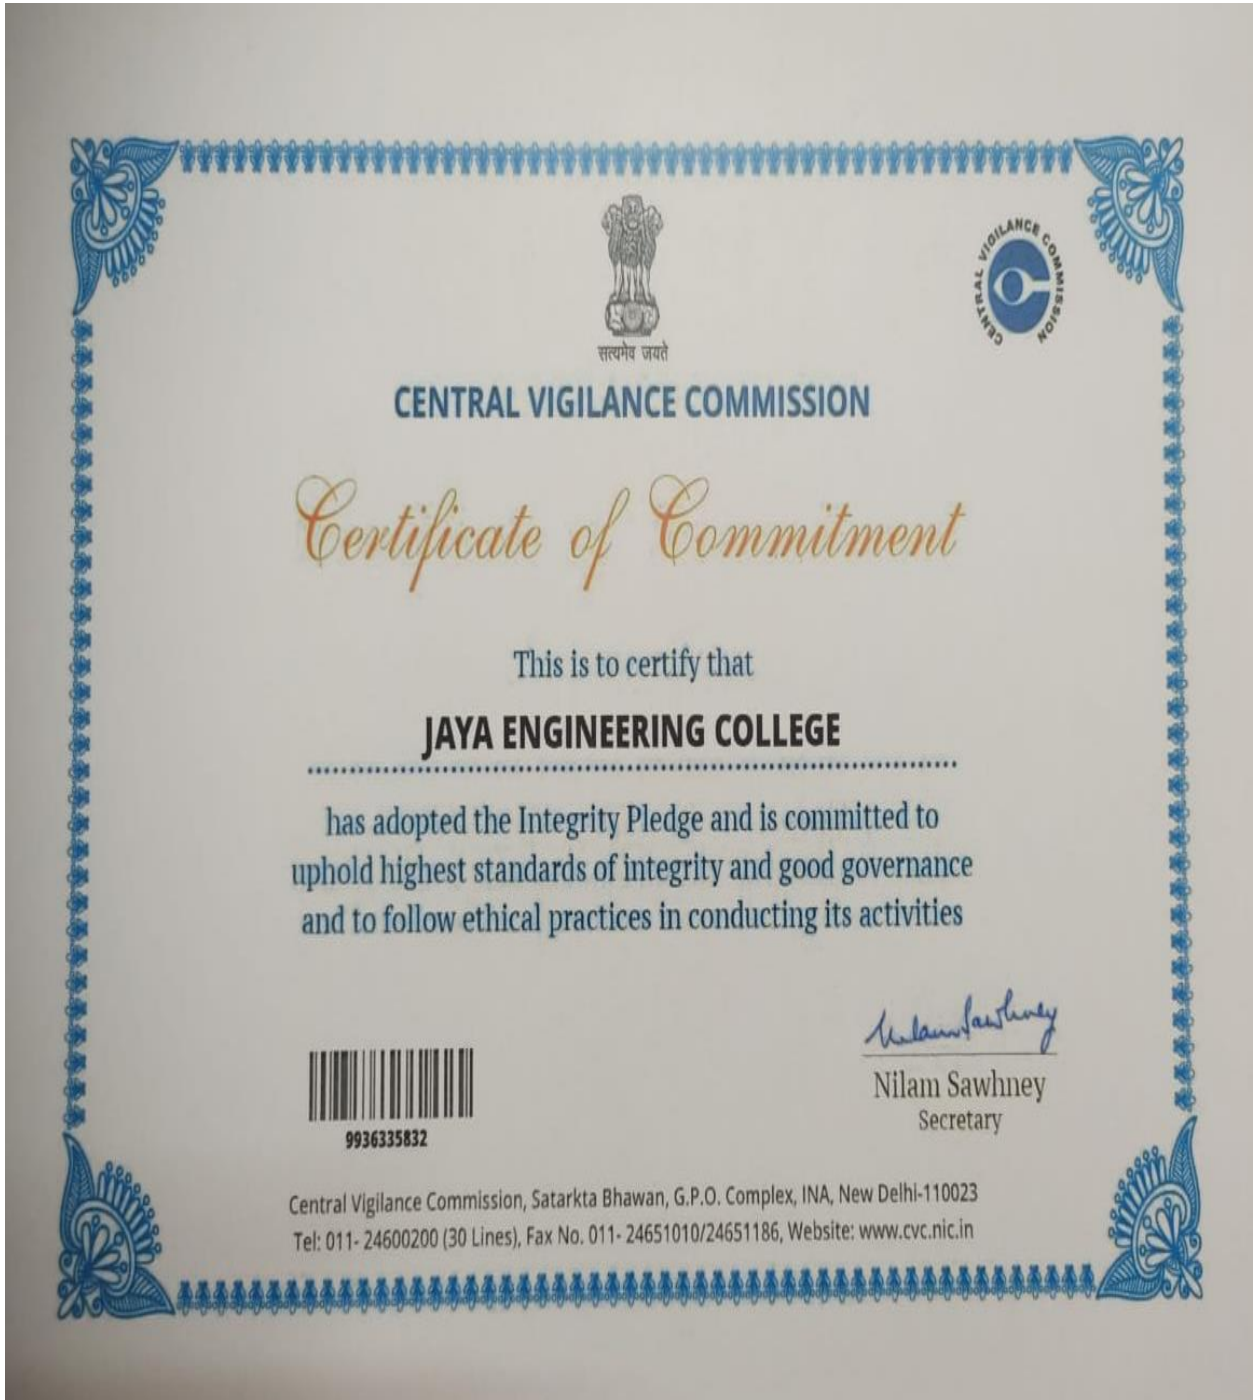 सत्यमेव जयते
CENTRAL VIGILANCE COMMISSION
CENTRAL VIGILANCE COMMISSION
Certificate of Commitment
This is to certify that
JAYA ENGINEERING COLLEGE
has adopted the Integrity Pledge and is committed to
uphold highest standards of integrity and good governance
and to follow ethical practices in conducting its activities
Nilam Sawhney
Nilam Sawhney
Secretary
9936335832
Central Vigilance Commission, Satarkta Bhawan, G.P.O. Complex, INA, New Delhi-110023
Tel: 011- 24600200 (30 Lines), Fax No. 011- 24651010/24651186, Website: www.cvc.nic.in